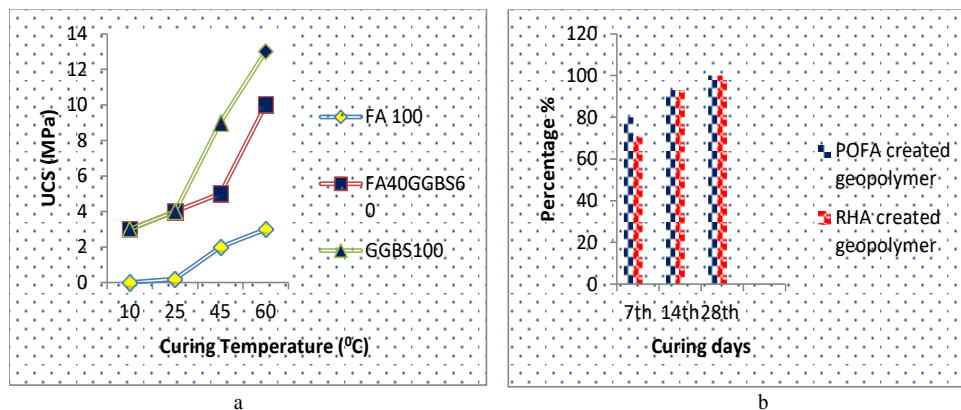 14
12
10
8
6
4
2
0
10 25 45 60
UCS (MPa)
Curing Temperature (⁰C)
FA 100
FA40GGBS6
0
GGBS100
a
120
100
80
60
40
20
0
7th 14th 28th
Percentage %
Curing days
POFA created
geopolymer
RHA created
geopolymer
b